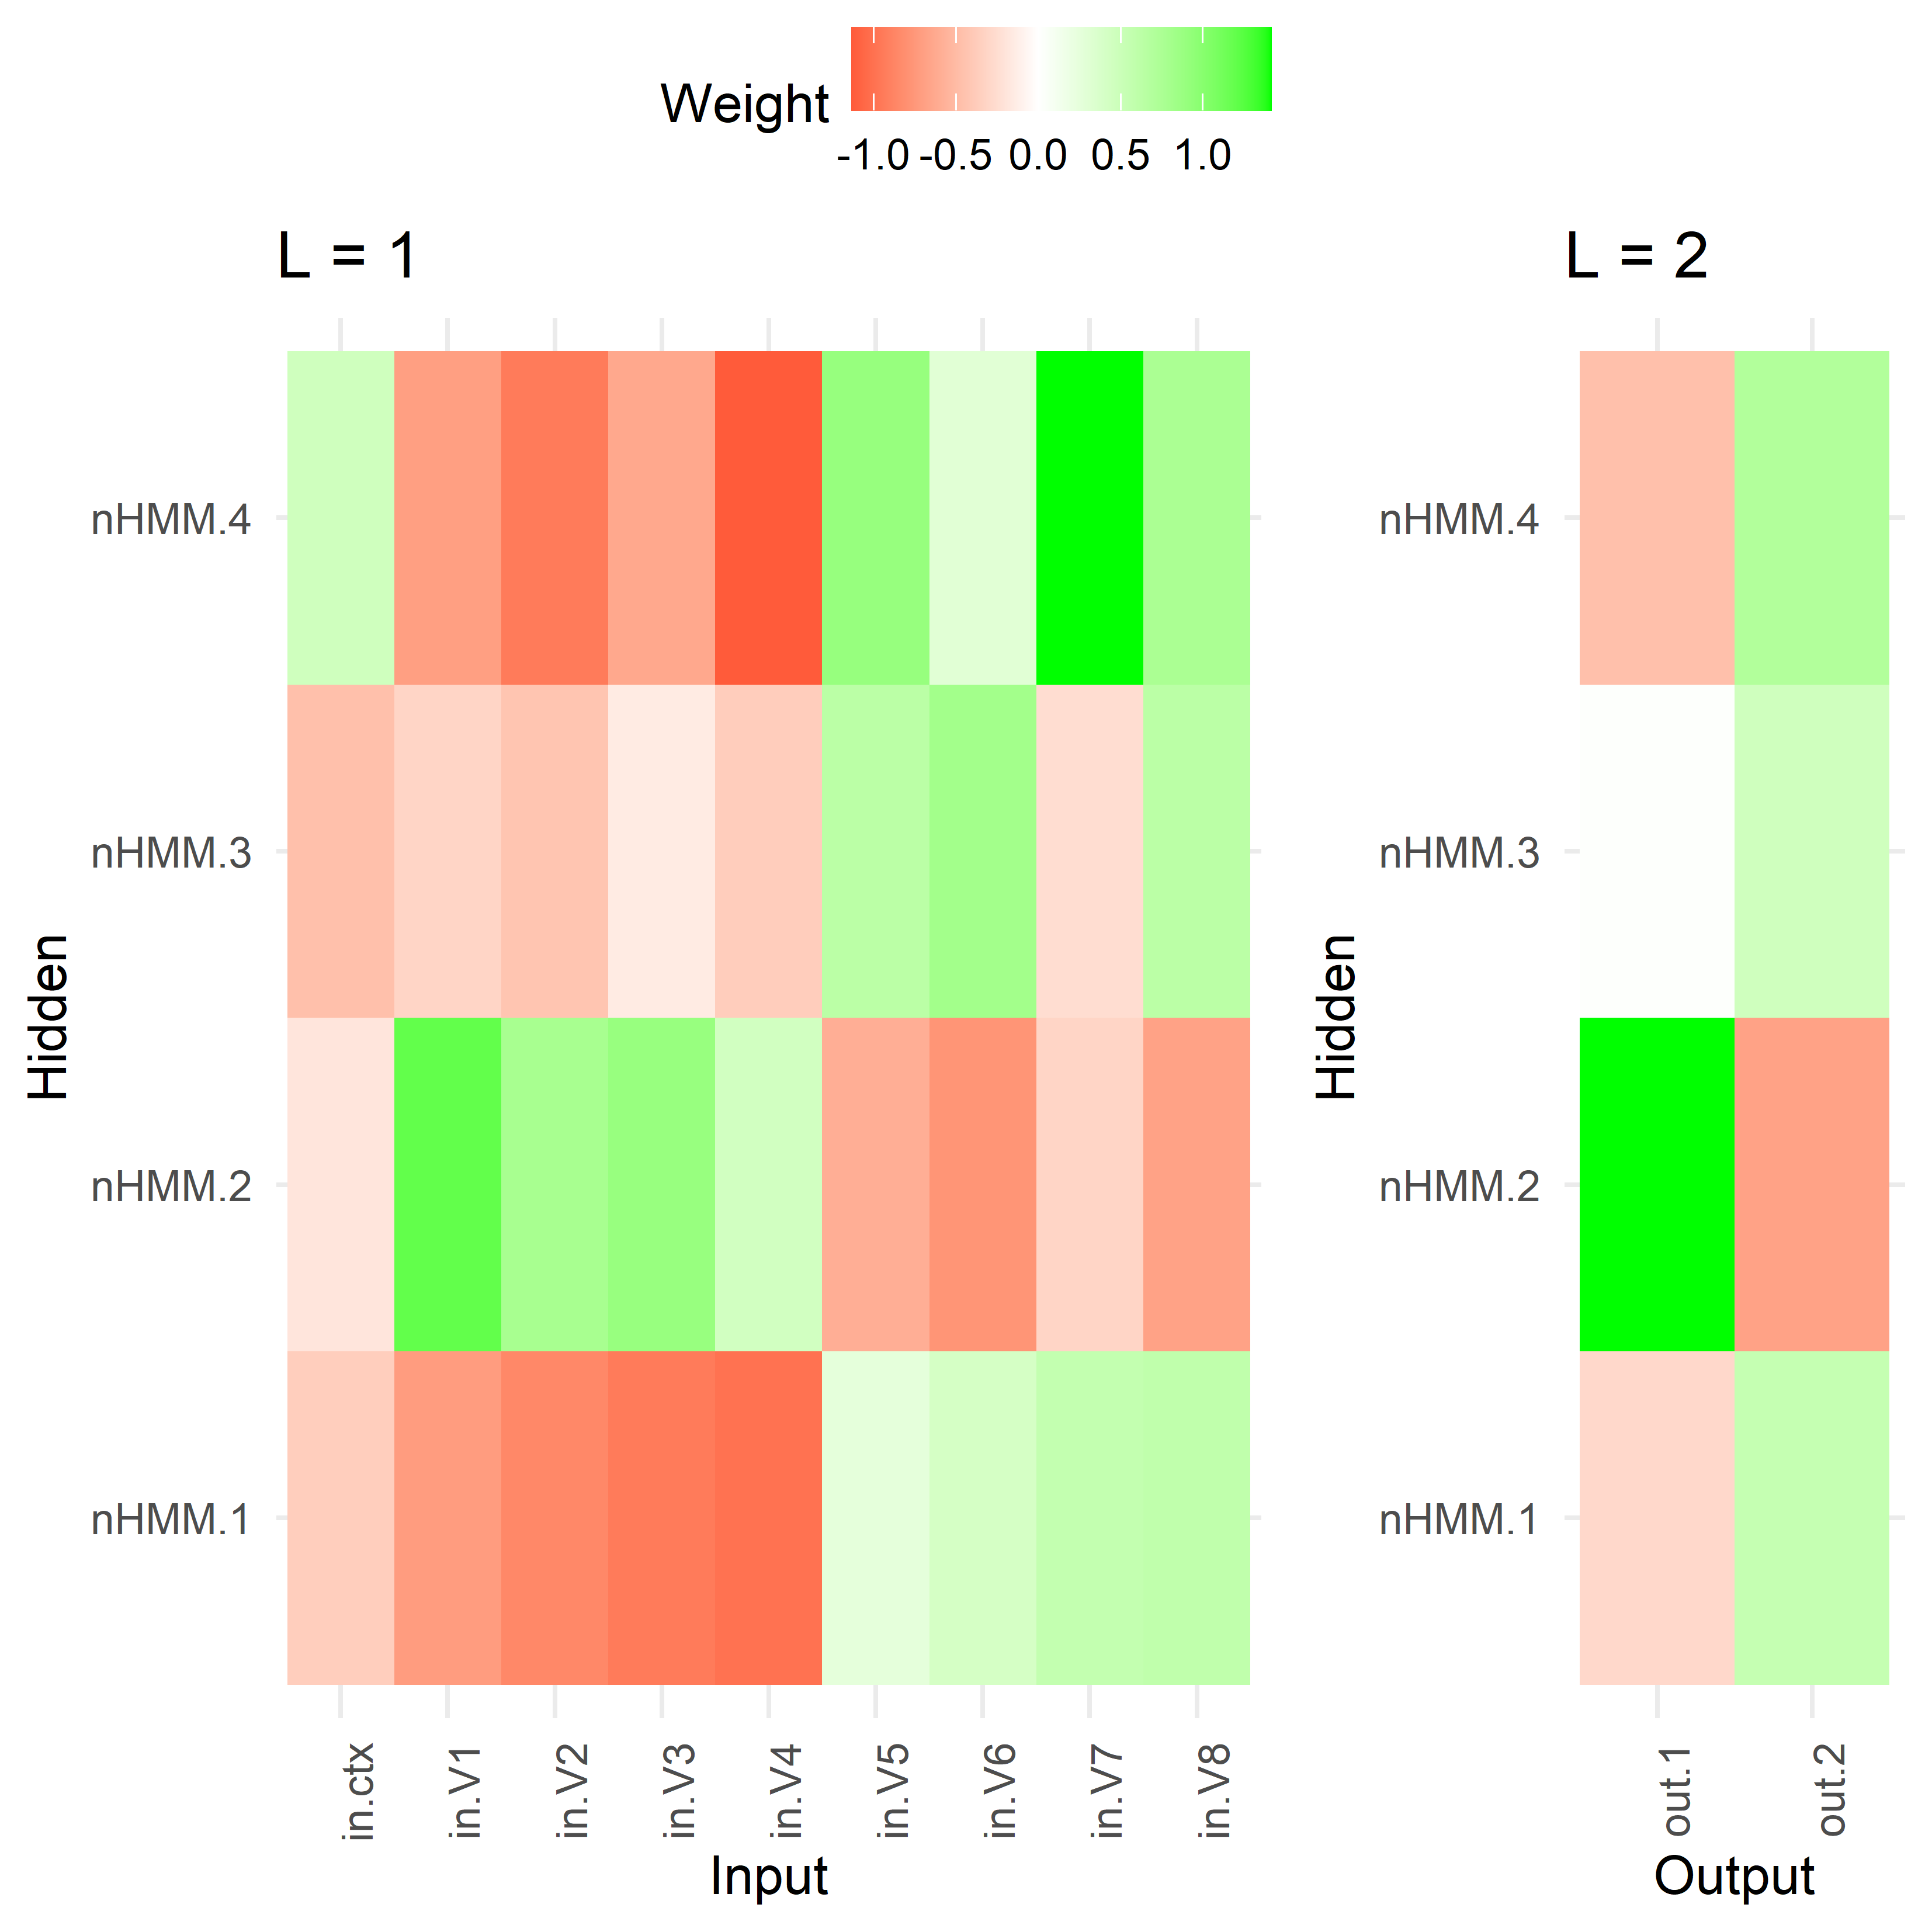 Weight
-1.0 -0.5 0.0 0.5 1.0
L = 1
nHMM.4
nHMM.3
nHMM.2
nHMM.1
Hidden
in.ctx
in.V1
in.V2
in.V3
in.V4
in.V5
in.V6
in.V7
in.V8
Input
L = 2
nHMM.4
nHMM.3
nHMM.2
nHMM.1
Hidden
out.1
out.2
Output